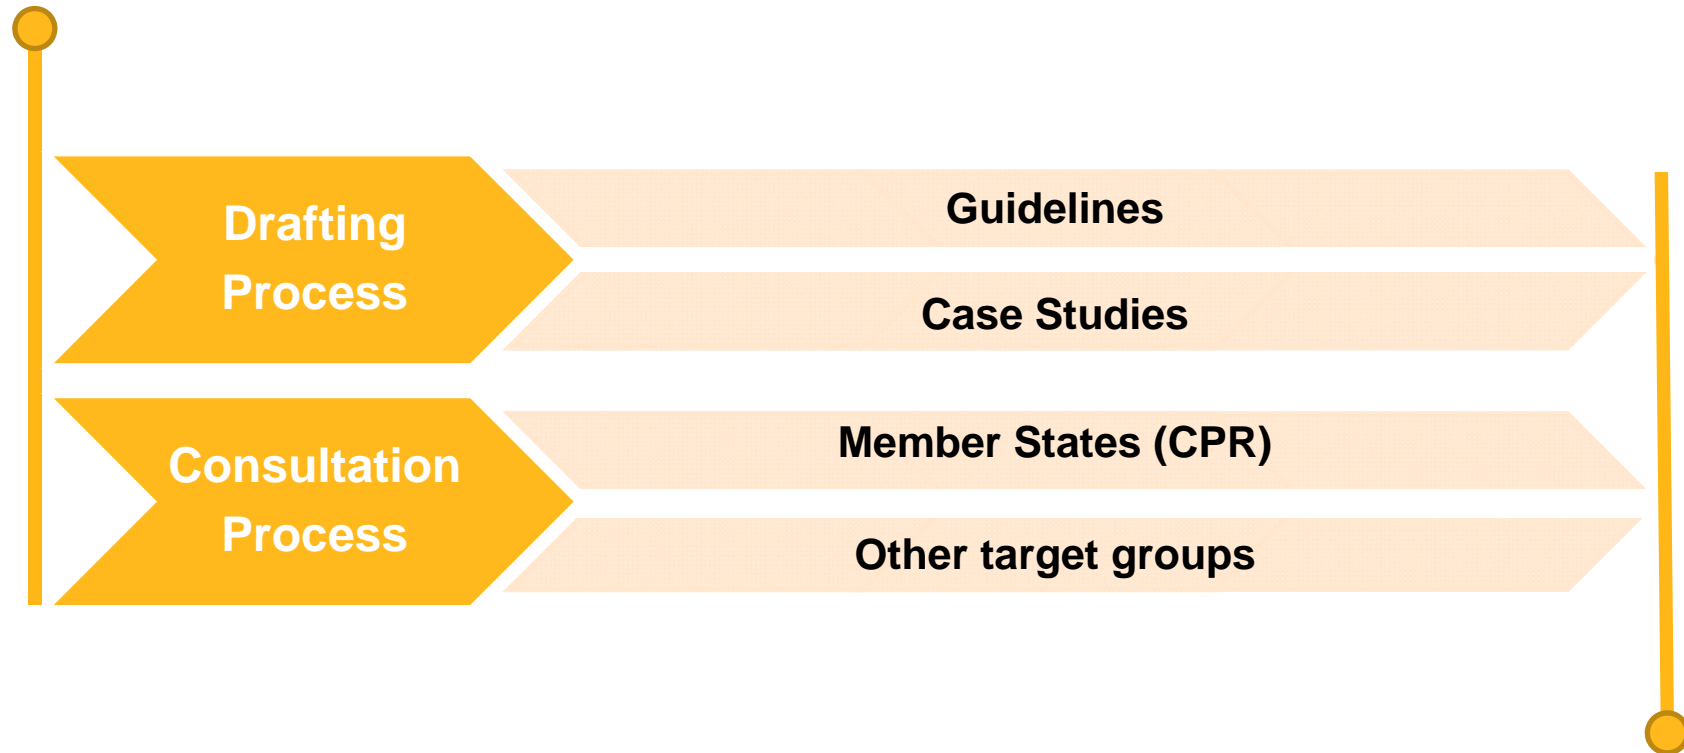 Drafting
Process
Guidelines
Case Studies
Consultation
Process
Member States (CPR)
Other target groups